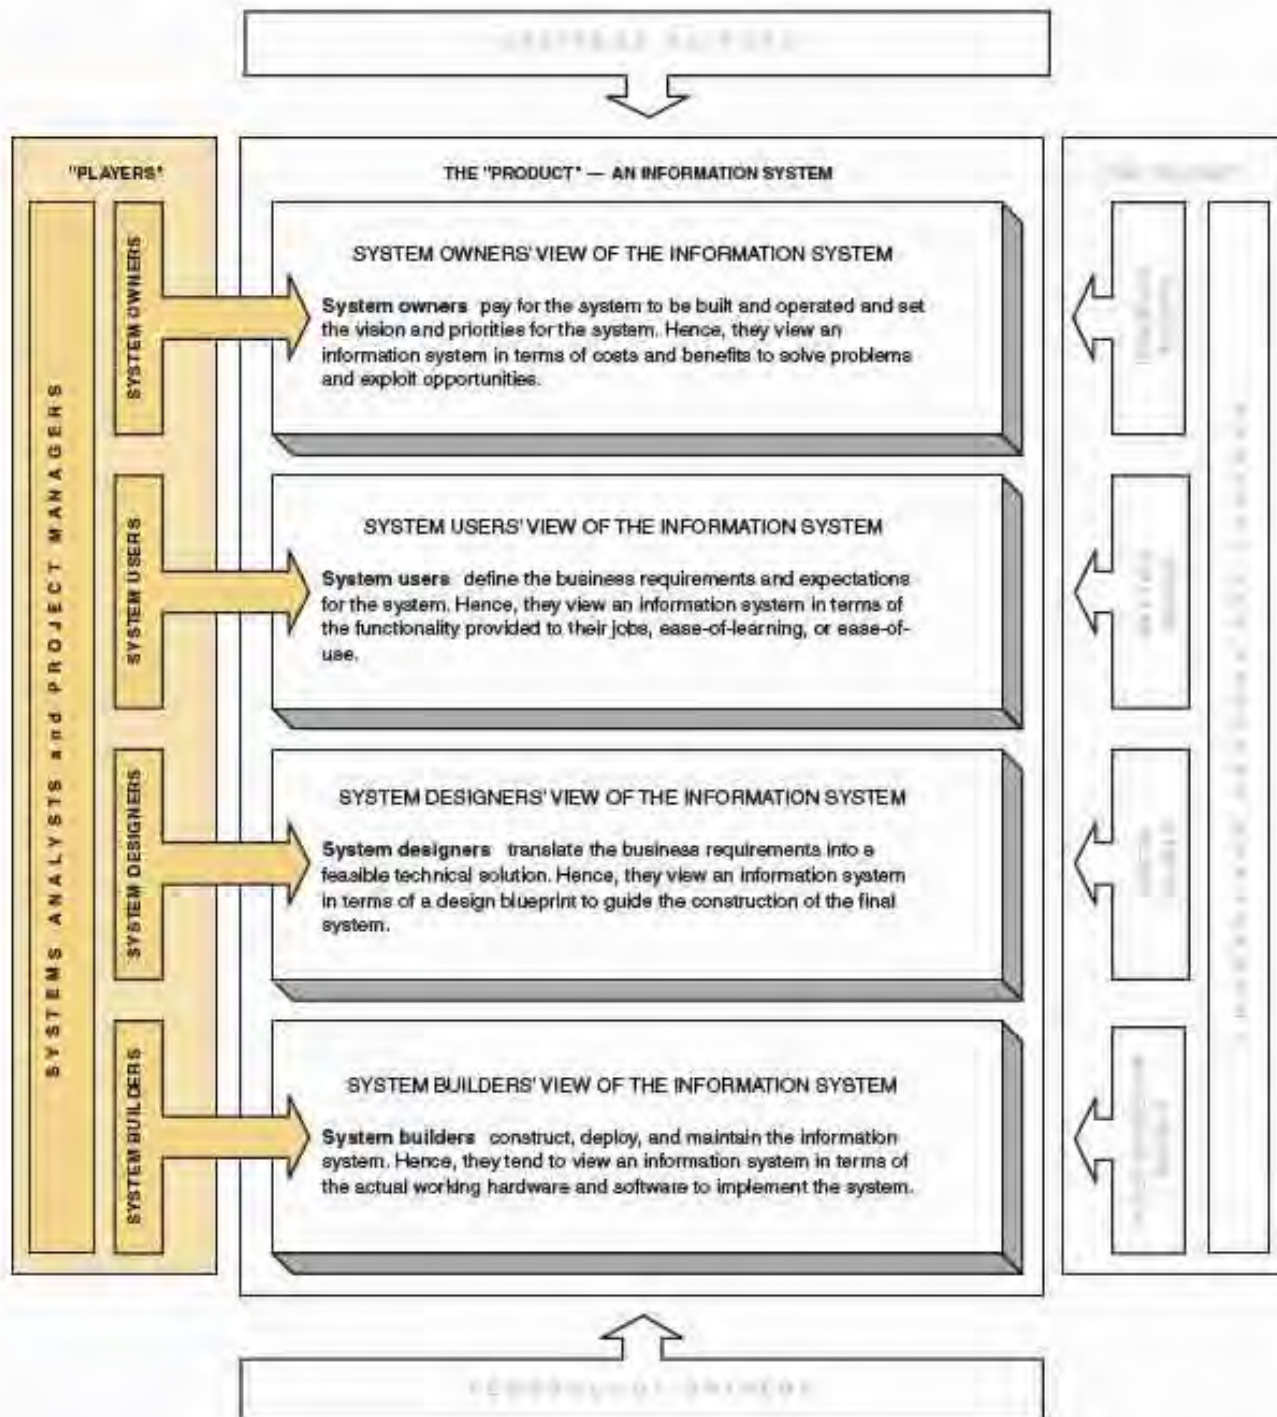 "PLAYERS"
SYSTEMS ANALYSTS and PROJECT MANAGERS
SYSTEM OWNERS
SYSTEM USERS
SYSTEM DESIGNERS
SYSTEM BUILDERS
THE "PRODUCT" — AN INFORMATION SYSTEM
SYSTEM OWNERS' VIEW OF THE INFORMATION SYSTEM
System owners pay for the system to be built and operated and set
the vision and priorities for the system. Hence, they view an
information system in terms of costs and benefits to solve problems
and exploit opportunities.
SYSTEM USERS' VIEW OF THE INFORMATION SYSTEM
System users define the business requirements and expectations
for the system. Hence, they view an information system in terms of
the functionality provided to their jobs, ease-of-learning, or ease-of-
use.
SYSTEM DESIGNERS' VIEW OF THE INFORMATION SYSTEM
System designers translate the business requirements into a
feasible technical solution. Hence, they view an information system
in terms of a design blueprint to guide the construction of the final
system.
SYSTEM BUILDERS' VIEW OF THE INFORMATION SYSTEM
System builders construct, deploy, and maintain the information
system. Hence, they tend to view an information system in terms of
the actual working hardware and software to implement the system.